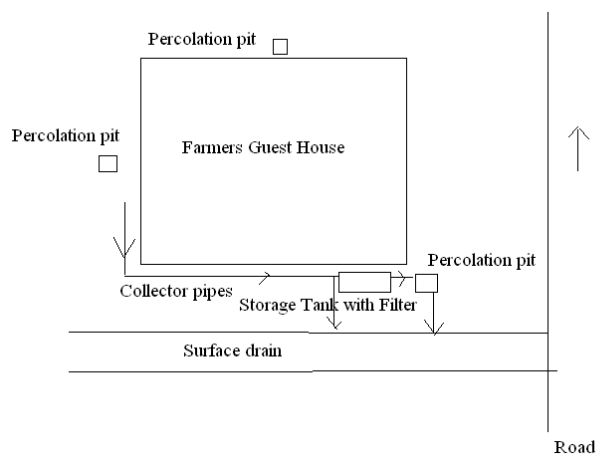 Percolation pit
Percolation pit
Farmers Guest House
Percolation pit
Collector pipes
Storage Tank with Filter
Surface drain
Road